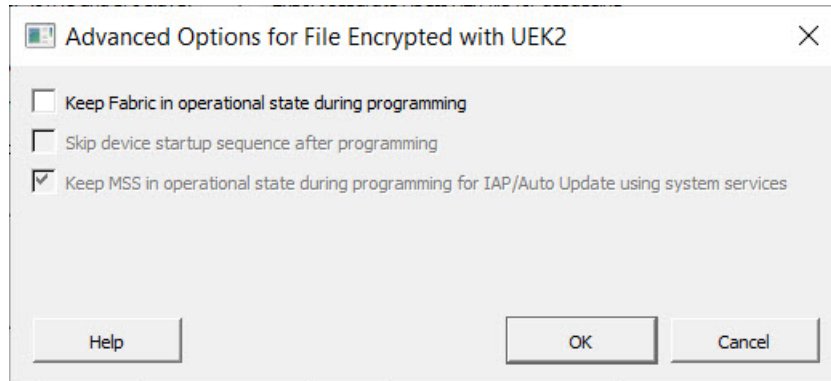 Advanced Options for File Encrypted with UEK2
Keep Fabric in operational state during programming
Skip device startup sequence after programming
Keep MSS in operational state during programming for IAP/Auto Update using system services
Help
OK
Cancel